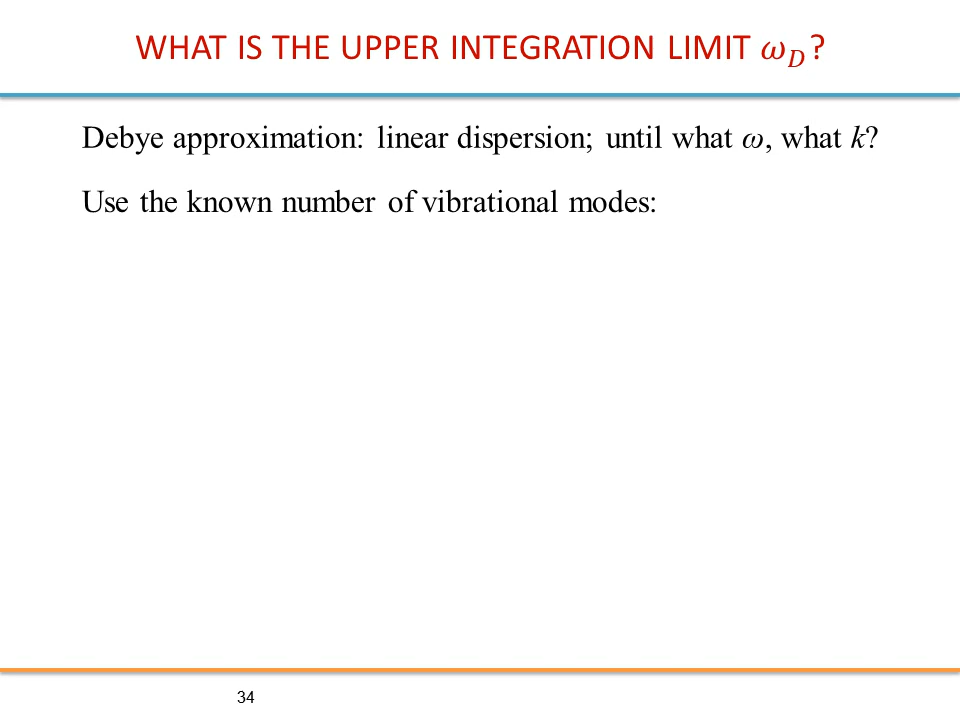 WHAT IS THE UPPER INTEGRATION LIMIT ω_D?
Debye approximation: linear dispersion; until what ω, what k?
Use the known number of vibrational modes:
34